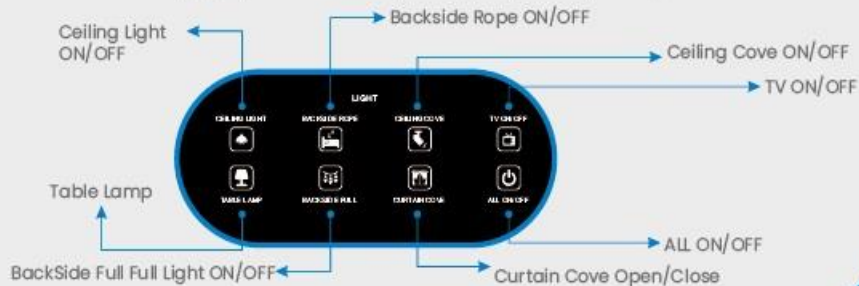 Backside Rope ON/OFF
Ceiling Light
ON/OFF
Ceiling Cove ON/OFF
TV ON/OFF
LIGHT
CEILING LIGHT BACKSIDE ROPE CEILING COVE TV ON/OFF
TABLE LAMP BACKSIDE FULL CURTAIN COVE ALL ON/OFF
Table Lamp
ALL ON/OFF
BackSide Full Full Light ON/OFF
Curtain Cove Open/Close